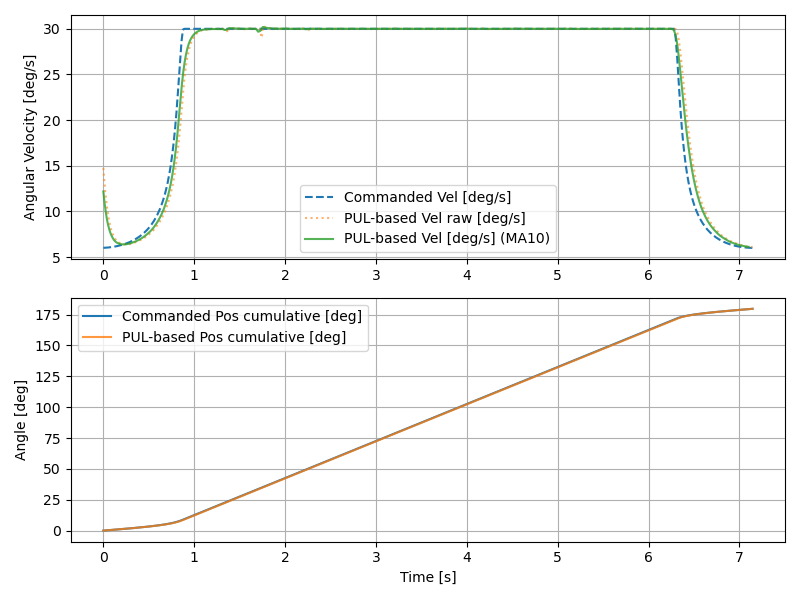 Angular Velocity [deg/s]
30
25
20
15
10
5
Commanded Vel [deg/s]
PUL-based Vel raw [deg/s]
PUL-based Vel [deg/s] (MA10)
0 1 2 3 4 5 6 7
Angle [deg]
175
150
125
100
75
50
25
0
Commanded Pos cumulative [deg]
PUL-based Pos cumulative [deg]
0 1 2 3 4 5 6 7
Time [s]